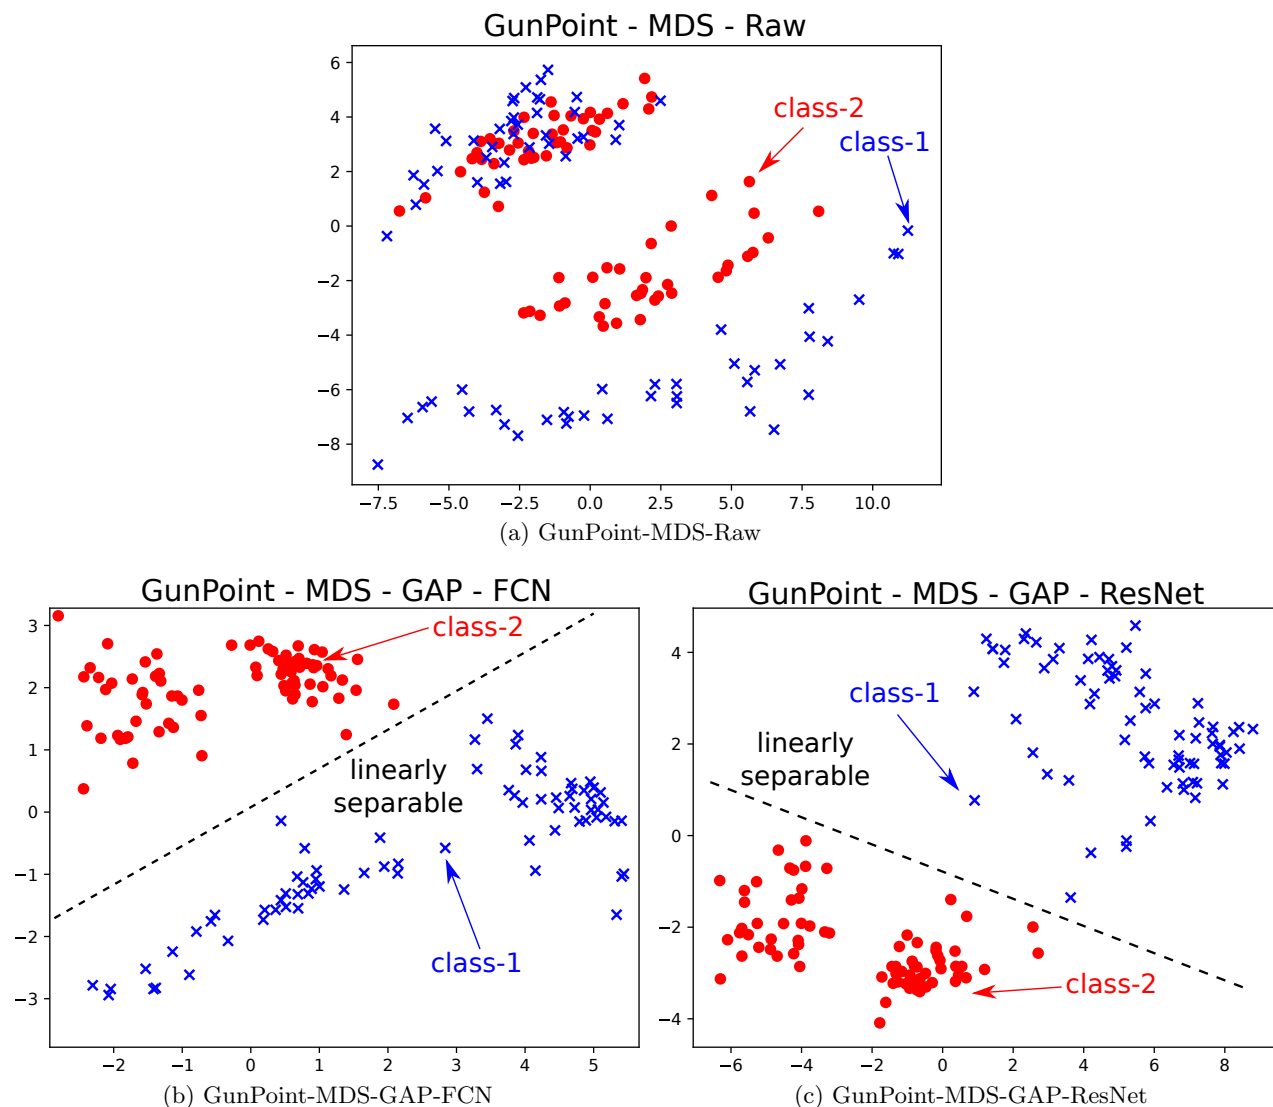 GunPoint - MDS - Raw
6
4
2
0
−2
−4
−6
−8
class-2
class-1
−7.5 −5.0 −2.5 0.0 2.5 5.0 7.5 10.0
(a) GunPoint-MDS-Raw
GunPoint - MDS - GAP - FCN
3
2
1
0
−1
−2
−3
class-2
linearly
separable
class-1
−2 −1 0 1 2 3 4 5
(b) GunPoint-MDS-GAP-FCN
GunPoint - MDS - GAP - ResNet
4
2
0
−2
−4
class-1
linearly
separable
class-2
−6 −4 −2 0 2 4 6 8
(c) GunPoint-MDS-GAP-ResNet